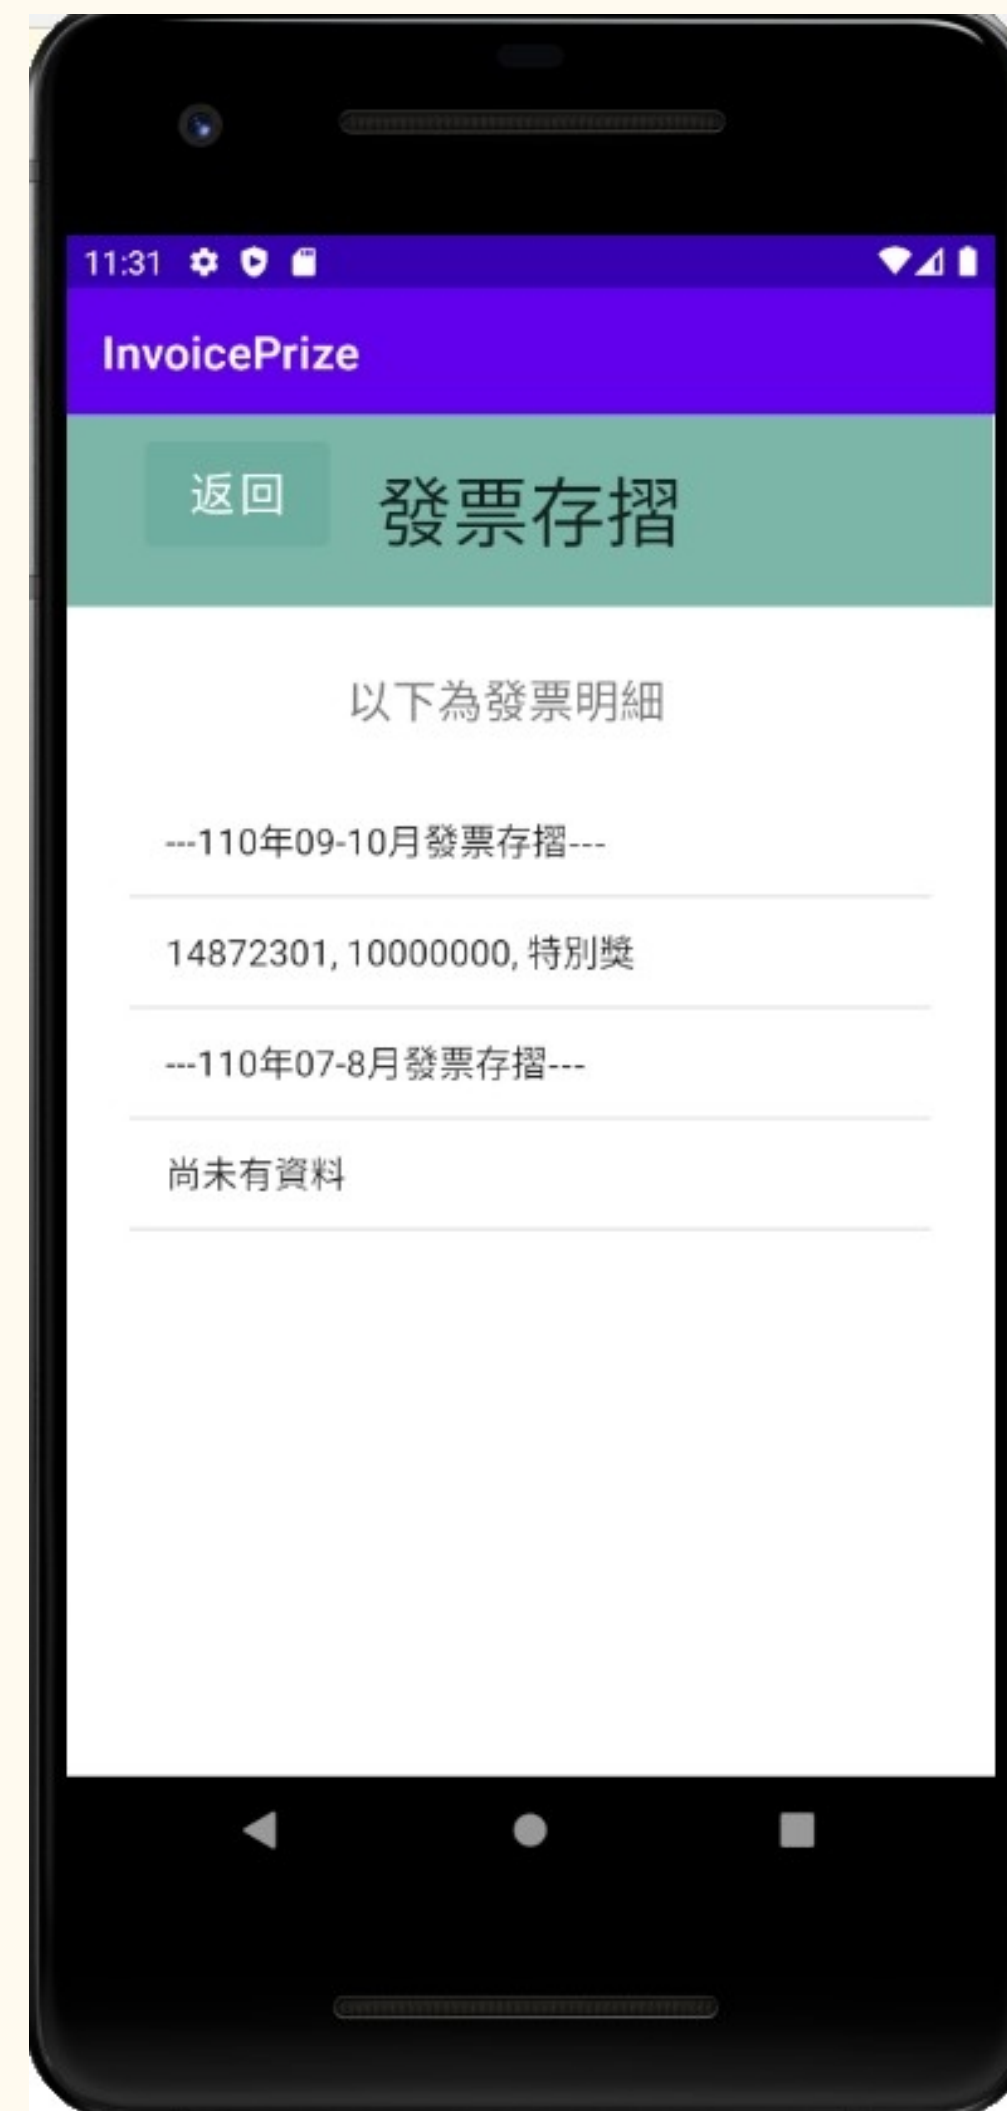 11:31
InvoicePrize
返回
發票存摺
以下為發票明細
---110年09-10月發票存摺---
14872301, 10000000, 特別獎
---110年07-8月發票存摺---
尚未有資料